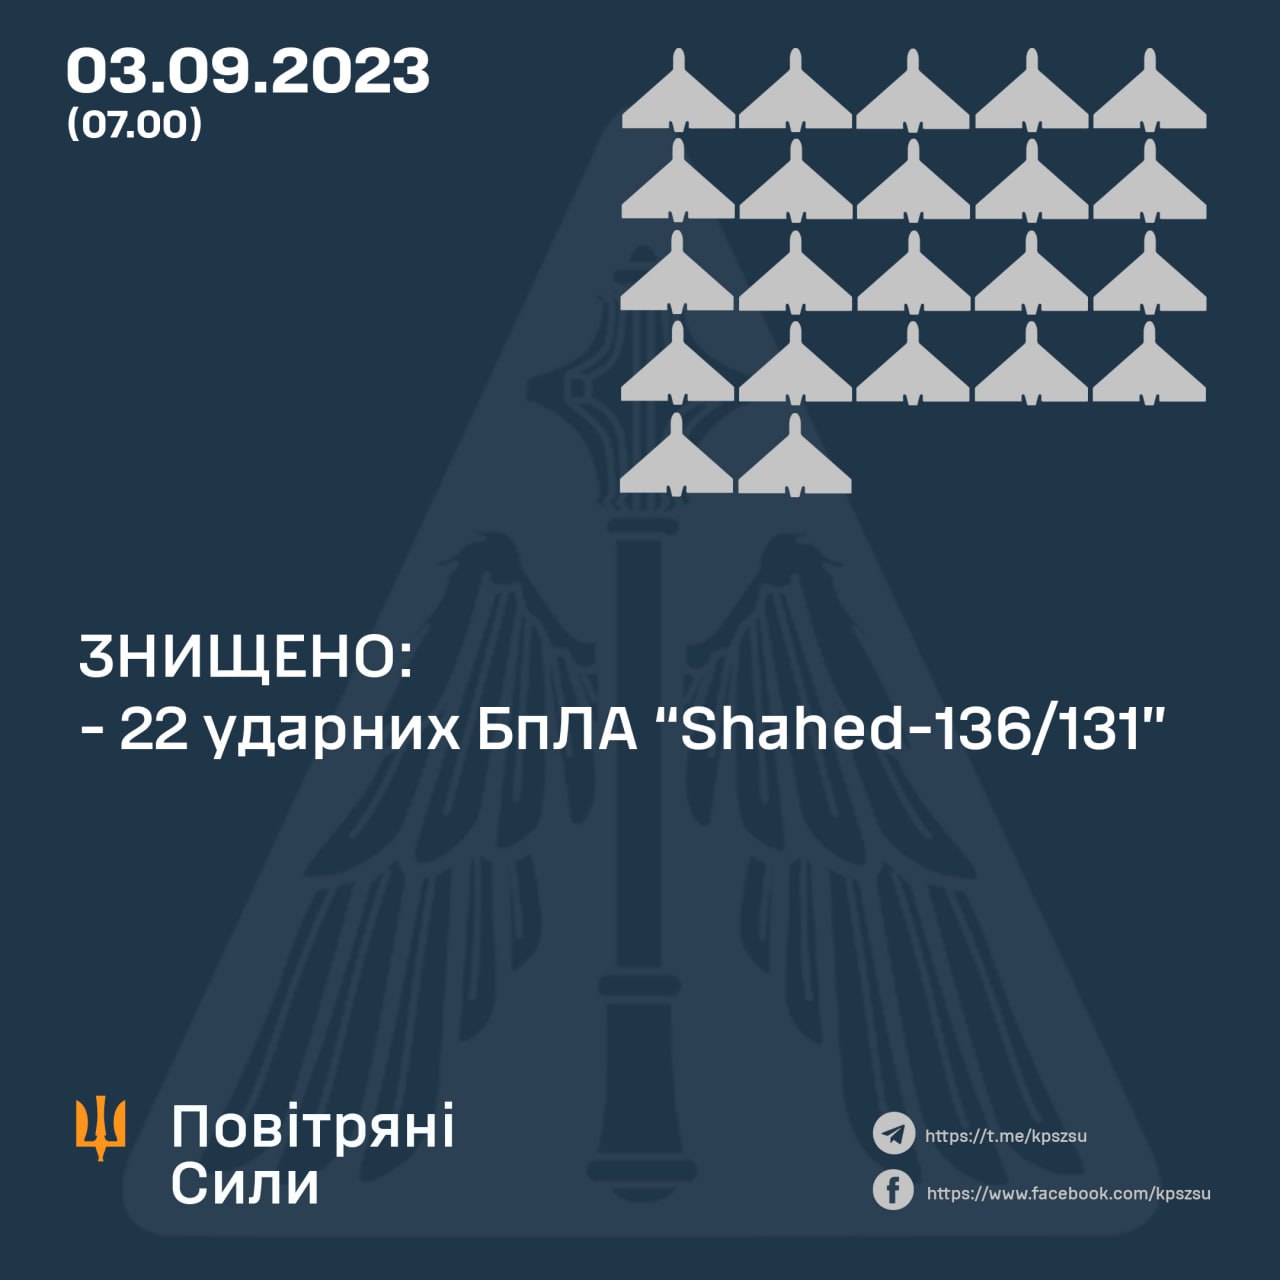 03.09.2023
(07.00)
ЗНИЩЕНО:
- 22 ударних БпЛА “Shahed-136/131”
Повітряні
Сили
https://t.me/kpszsu
https://www.facebook.com/kpszsu